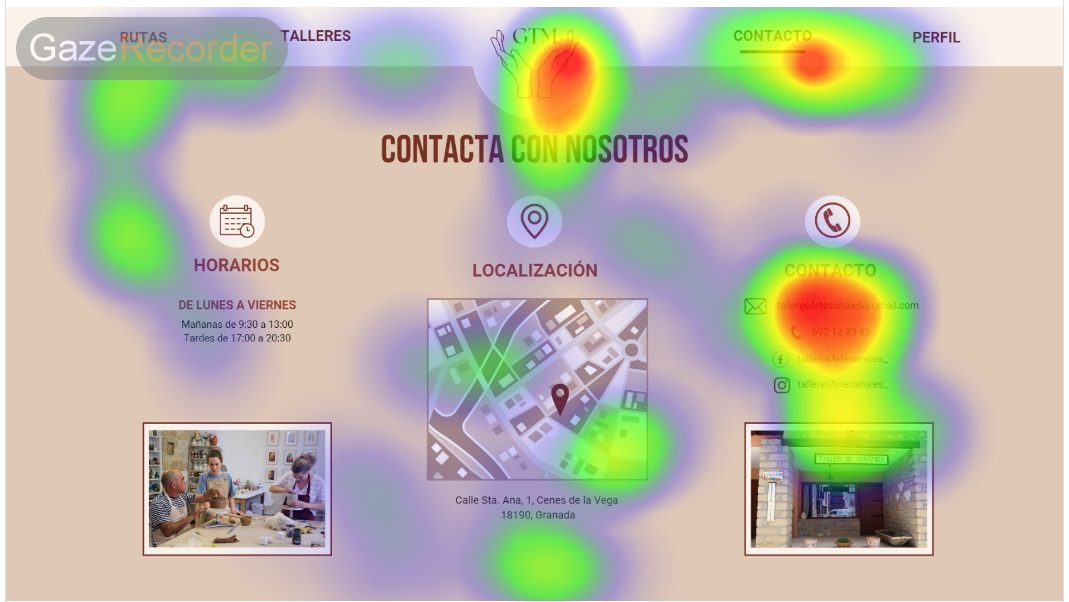 GazeRecorder
RUTAS
TALLERES
GTM
CONTACTO
PERFIL
CONTACTA CON NOSOTROS
HORARIOS
DE LUNES A VIERNES
Mañanas de 9:30 a 13:00
Tardes de 17:00 a 20:30
LOCALIZACIÓN
Calle Sta. Ana, 1, Cenes de la Vega
18190, Granada
CONTACTO
talleresArtesanales@gmail.com
692 12 23 45
talleresArtesanales_
talleresArtesanales_